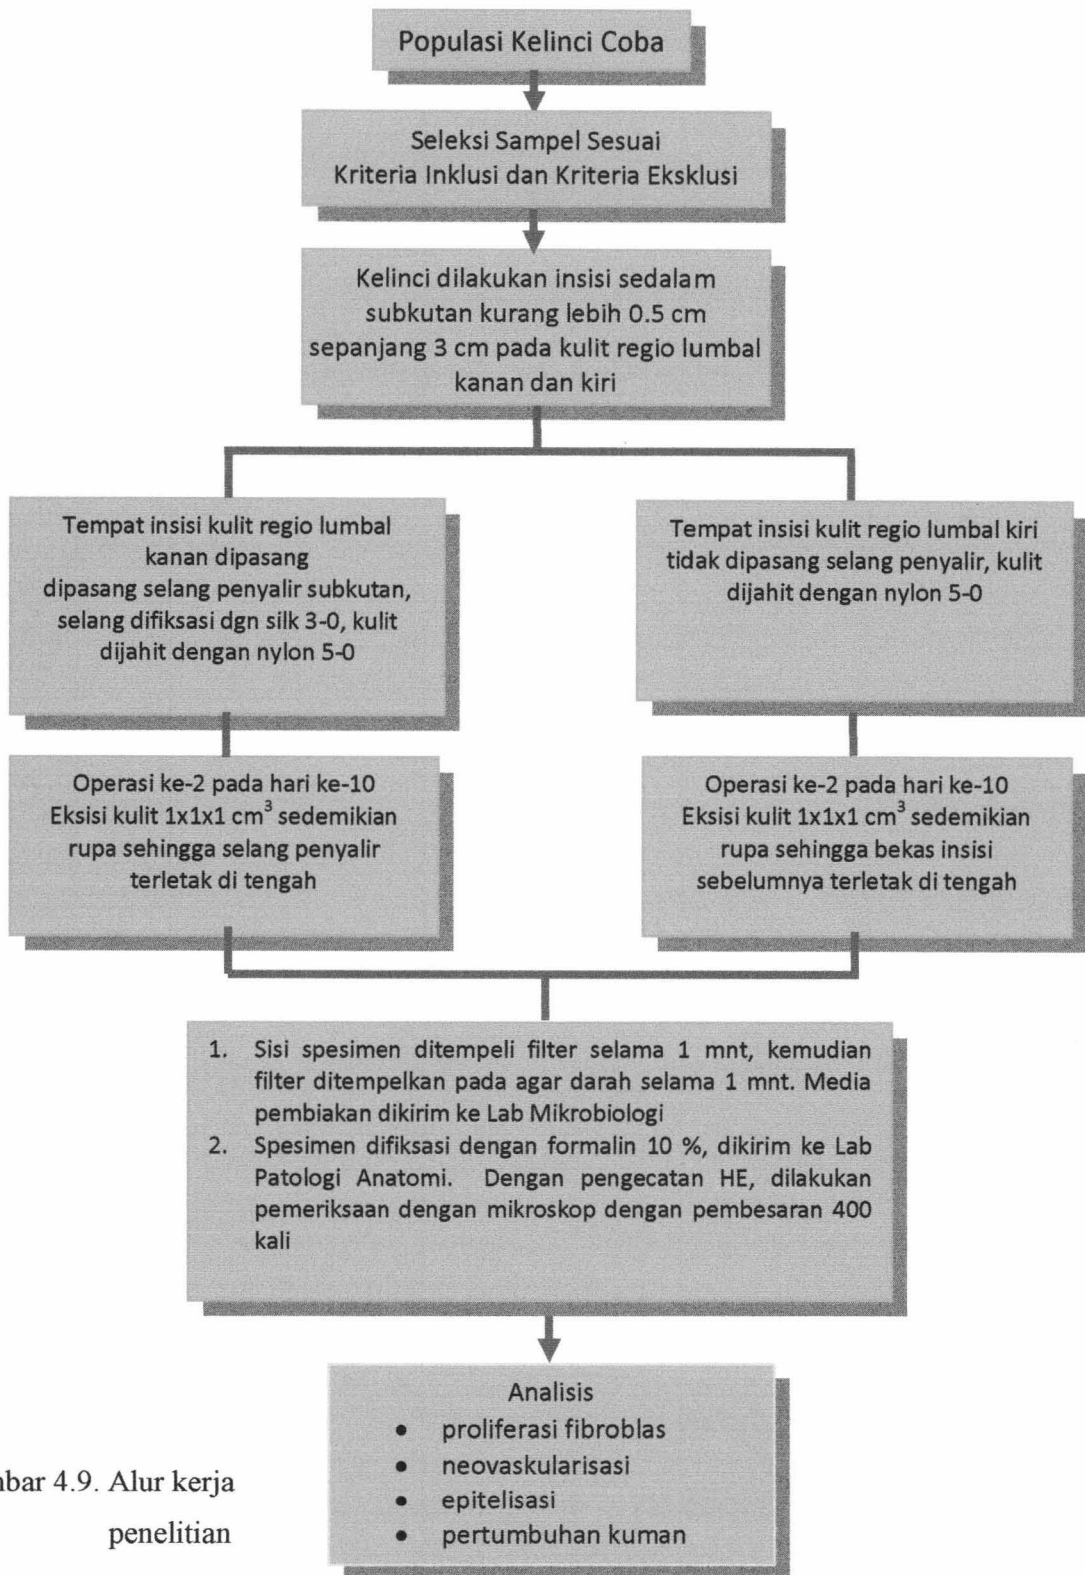 Populasi Kelinci Coba
Seleksi Sampel Sesuai
Kriteria Inklusi dan Kriteria Eksklusi
Kelinci dilakukan insisi sedalam
subkutan kurang lebih 0.5 cm
sepanjang 3 cm pada kulit regio lumbal
kanan dan kiri
Tempat insisi kulit regio lumbal
kanan dipasang
dipasang selang penyalir subkutan,
selang difiksasi dgn silk 3-0, kulit
dijahit dengan nylon 5-0
Tempat insisi kulit regio lumbal kiri
tidak dipasang selang penyalir, kulit
dijahit dengan nylon 5-0
Operasi ke-2 pada hari ke-10
Eksisi kulit 1x1x1 cm³ sedemikian
rupa sehingga selang penyalir
terletak di tengah
Operasi ke-2 pada hari ke-10
Eksisi kulit 1x1x1 cm³ sedemikian
rupa sehingga bekas insisi
sebelumnya terletak di tengah
1. Sisi spesimen ditempeli filter selama 1 mnt, kemudian
filter ditempelkan pada agar darah selama 1 mnt. Media
pembiakan dikirim ke Lab Mikrobiologi
2. Spesimen difiksasi dengan formalin 10 %, dikirim ke Lab
Patologi Anatomi. Dengan pengecatan HE, dilakukan
pemeriksaan dengan mikroskop dengan pembesaran 400
kali
Analisis
• proliferasi fibroblas
• neovaskularisasi
• epitelisasi
• pertumbuhan kuman
nbar 4.9. Alur kerja
penelitian